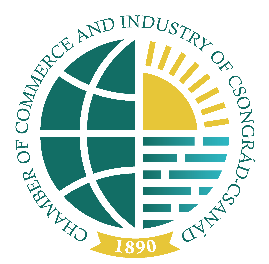 CHAMBER OF COMMERCE AND INDUSTRY OF CSONGRÁD-CSANÁD
1890